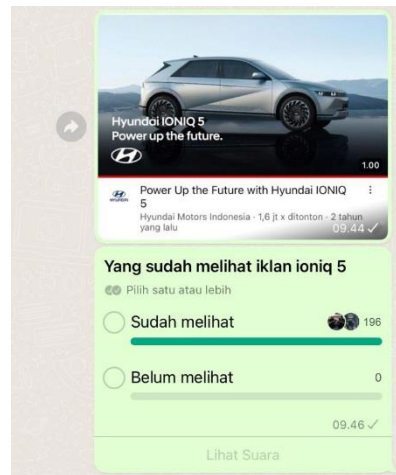 Hyundai IONIQ 5
Power up the future.
1.00
HYUNDAI
Power Up the Future with Hyundai IONIQ
5
Hyundai Motors Indonesia · 1,6 jt x ditonton · 2 tahun
yang lalu
09.44
Yang sudah melihat iklan ioniq 5
Pilih satu atau lebih
Sudah melihat 196
Belum melihat 0
09.46
Lihat Suara